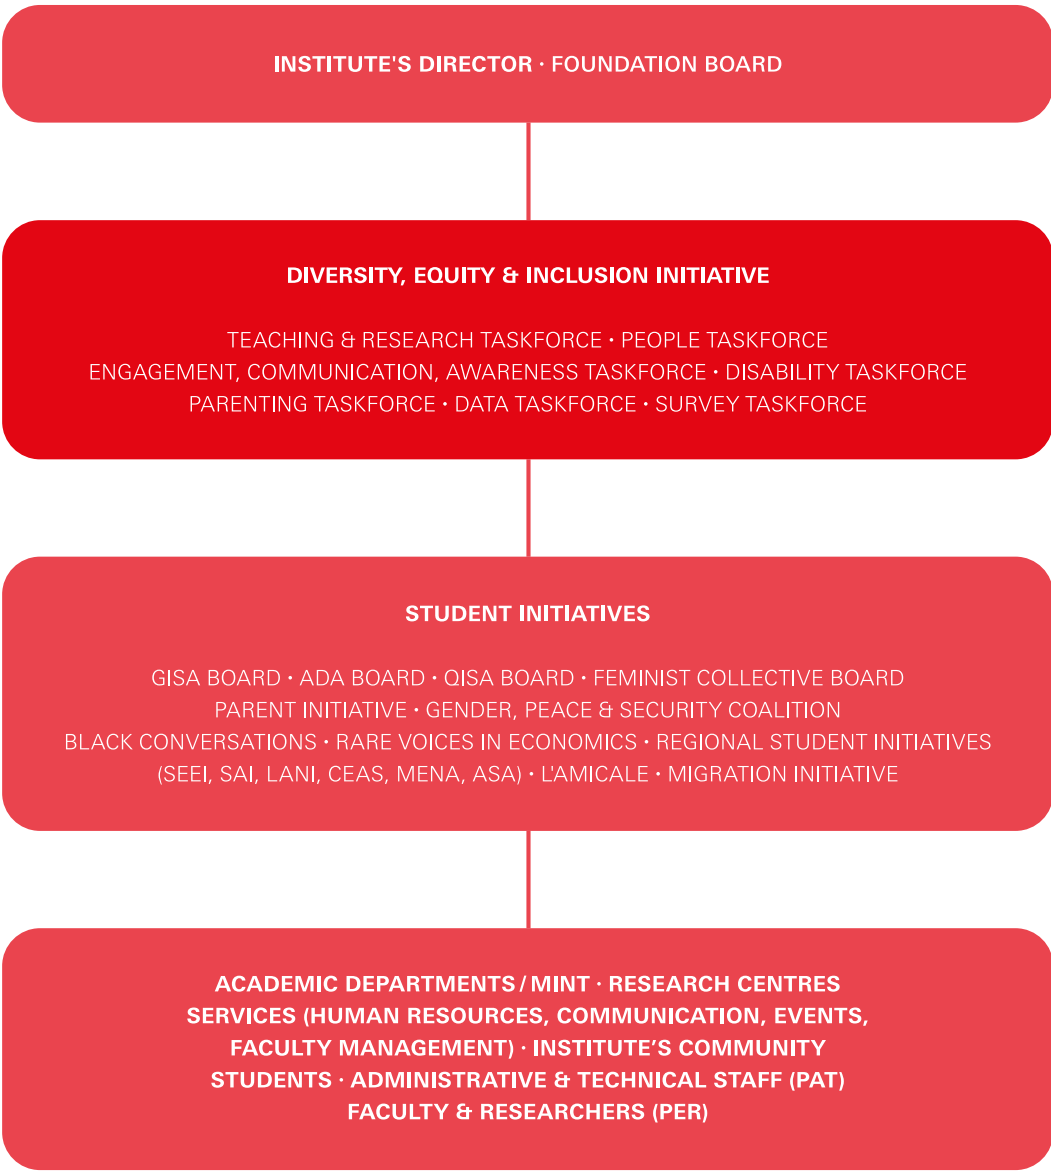 INSTITUTE'S DIRECTOR · FOUNDATION BOARD
DIVERSITY, EQUITY & INCLUSION INITIATIVE
TEACHING & RESEARCH TASKFORCE · PEOPLE TASKFORCE
ENGAGEMENT, COMMUNICATION, AWARENESS TASKFORCE · DISABILITY TASKFORCE
PARENTING TASKFORCE · DATA TASKFORCE · SURVEY TASKFORCE
STUDENT INITIATIVES
GISA BOARD · ADA BOARD · QISA BOARD · FEMINIST COLLECTIVE BOARD
PARENT INITIATIVE · GENDER, PEACE & SECURITY COALITION
BLACK CONVERSATIONS · RARE VOICES IN ECONOMICS · REGIONAL STUDENT INITIATIVES
(SEEI, SAI, LANI, CEAS, MENA, ASA) · L'AMICALE · MIGRATION INITIATIVE
ACADEMIC DEPARTMENTS / MINT · RESEARCH CENTRES
SERVICES (HUMAN RESOURCES, COMMUNICATION, EVENTS,
FACULTY MANAGEMENT) · INSTITUTE’S COMMUNITY
STUDENTS · ADMINISTRATIVE & TECHNICAL STAFF (PAT)
FACULTY & RESEARCHERS (PER)